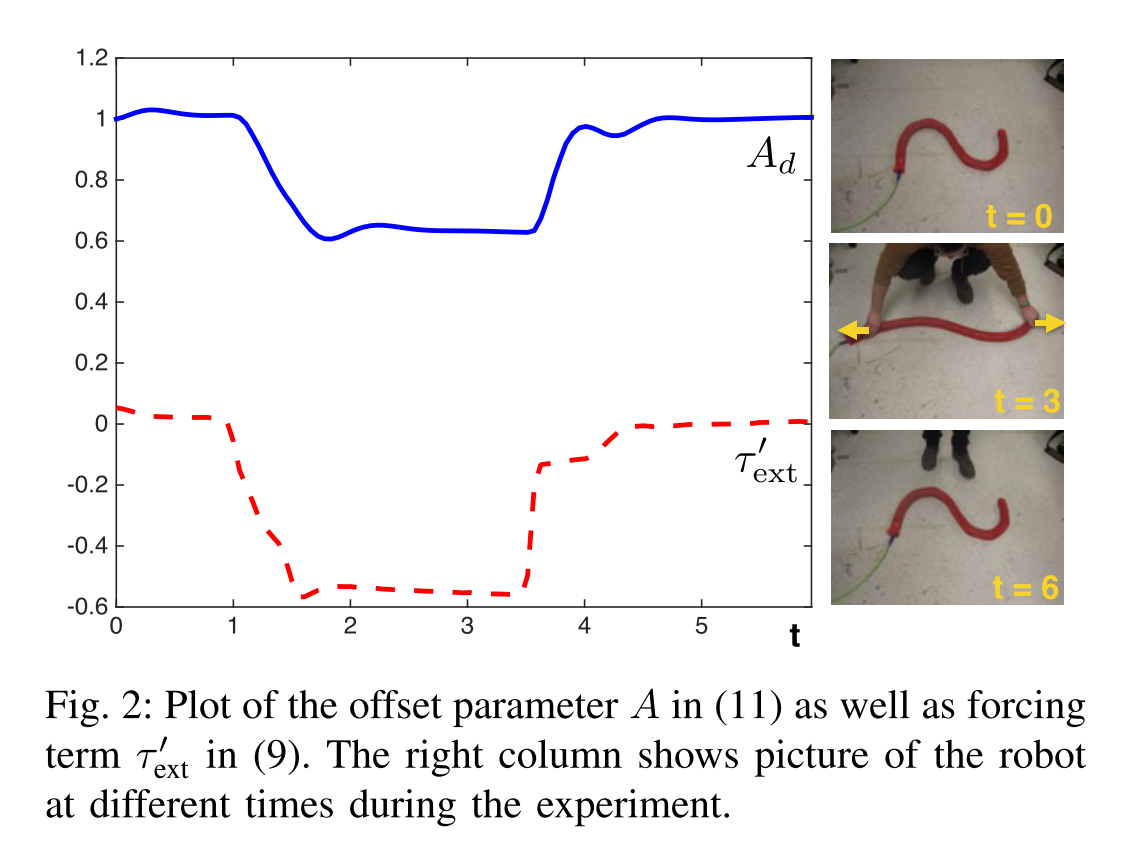 1.2
1
0.8
0.6
0.4
0.2
0
-0.2
-0.4
-0.6
0 1 2 3 4 5
t
A_d
τ′_ext
t = 0
t = 3
t = 6
Fig. 2: Plot of the offset parameter A in (11) as well as forcing
term τ′_ext in (9). The right column shows picture of the robot
at different times during the experiment.